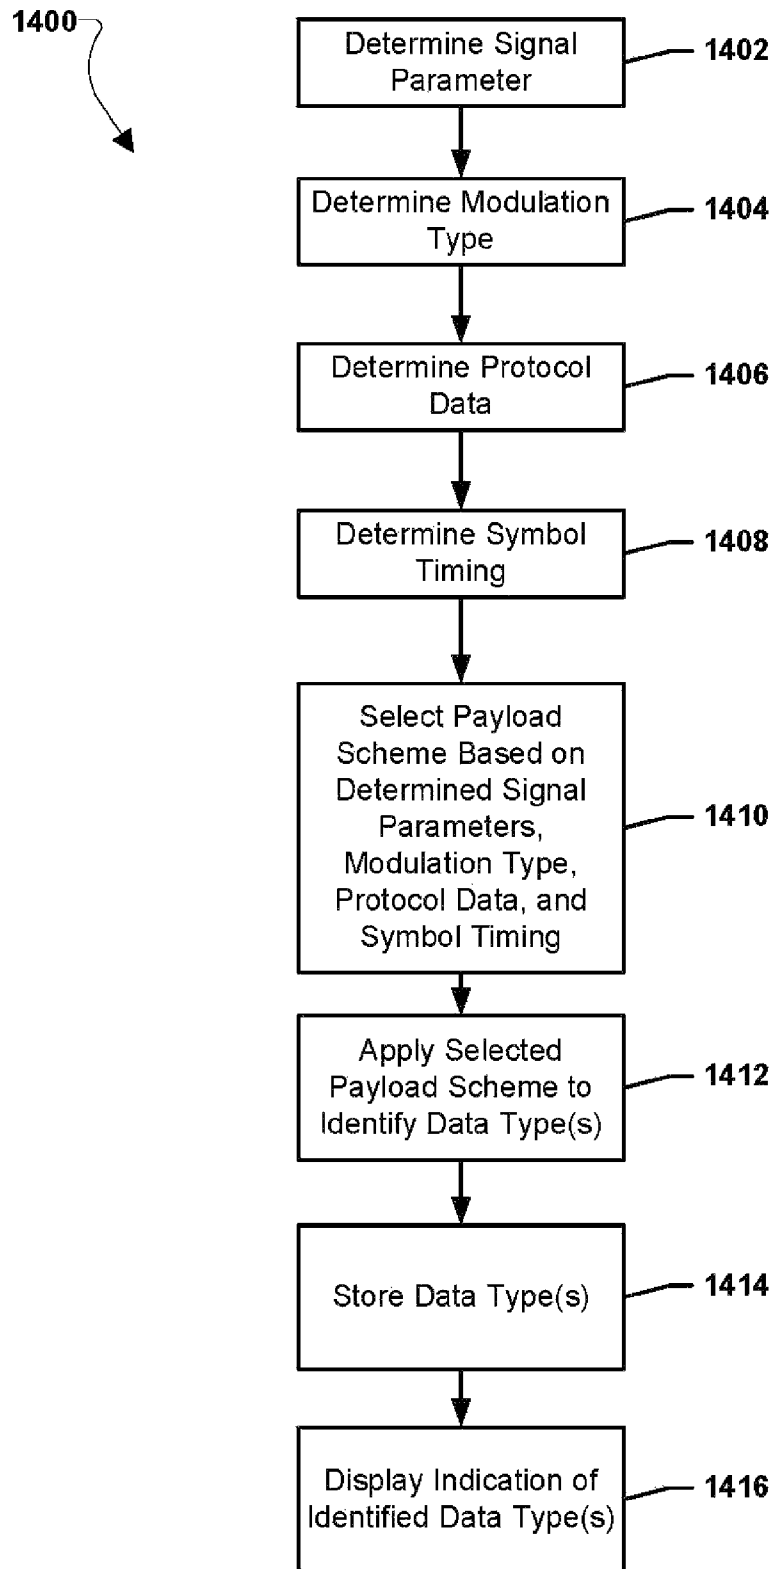 1400
Determine Signal
Parameter
1402
Determine Modulation
Type
1404
Determine Protocol
Data
1406
Determine Symbol
Timing
1408
Select Payload
Scheme Based on
Determined Signal
Parameters,
Modulation Type,
Protocol Data, and
Symbol Timing
1410
Apply Selected
Payload Scheme to
Identify Data Type(s)
1412
Store Data Type(s)
1414
Display Indication of
Identified Data Type(s)
1416